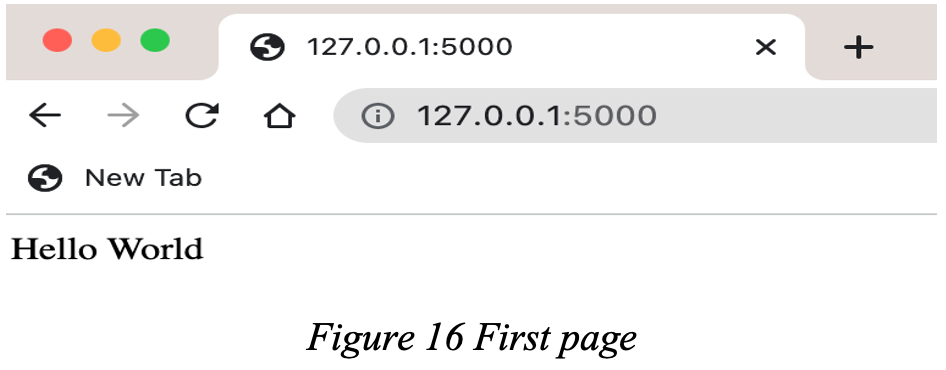 127.0.0.1:5000
127.0.0.1:5000
New Tab
Hello World
Figure 16 First page